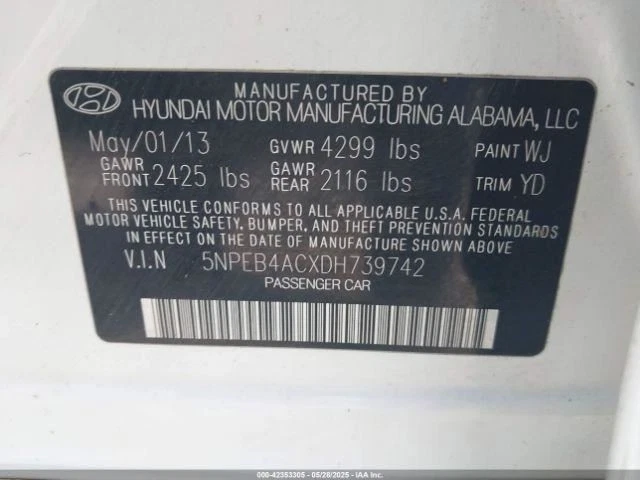 MANUFACTURED BY
HYUNDAI MOTOR MANUFACTURING ALABAMA, LLC
May/01/13 GVWR 4299 lbs PAINT WJ
GAWR FRONT 2425 lbs GAWR REAR 2116 lbs TRIM YD
THIS VEHICLE CONFORMS TO ALL APPLICABLE U.S.A. FEDERAL
MOTOR VEHICLE SAFETY, BUMPER, AND THEFT PREVENTION STANDARDS
IN EFFECT ON THE DATE OF MANUFACTURE SHOWN ABOVE.
V.I.N 5NPEB4ACXDH739742
PASSENGER CAR
000-42353305 - 05/28/2025 - IAAI.COM